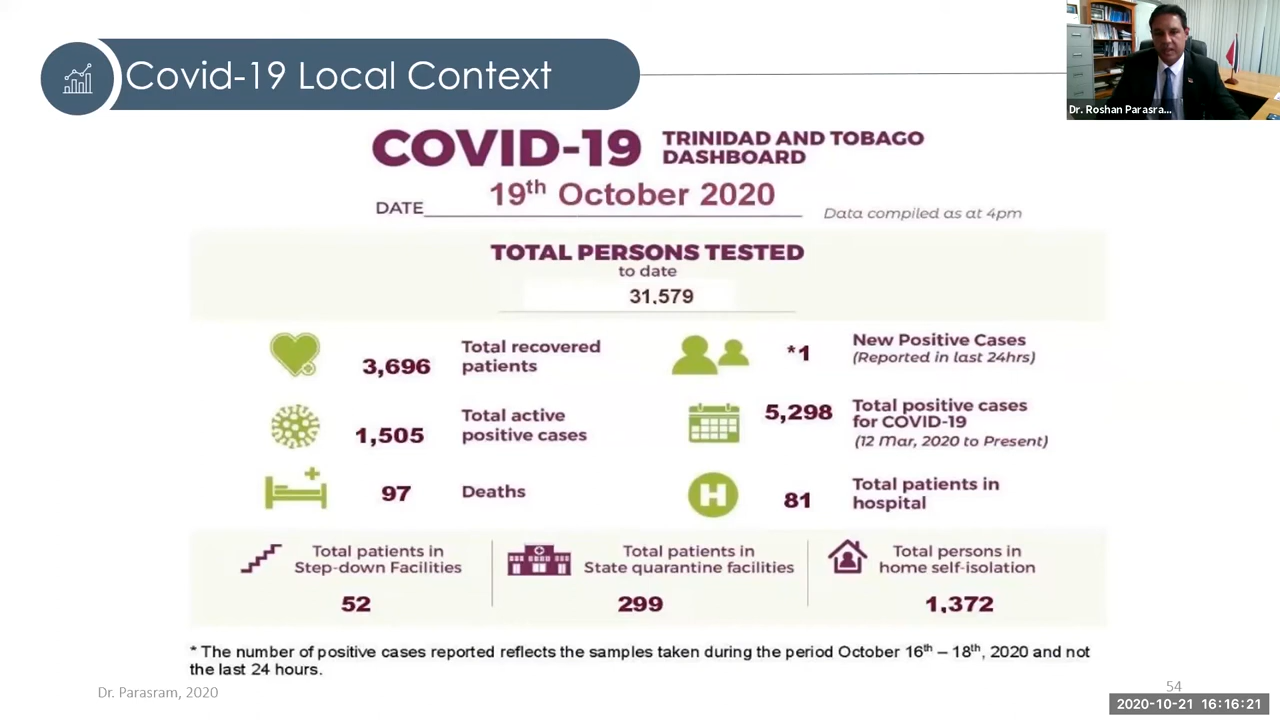 Covid-19 Local Context
Dr. Roshan Parasra...
COVID-19
TRINIDAD AND TOBAGO
DASHBOARD
DATE 19th October 2020
Data compiled as at 4pm
TOTAL PERSONS TESTED
to date
31,579
3,696
Total recovered
patients
*1
New Positive Cases
(Reported in last 24hrs)
1,505
Total active
positive cases
5,298
Total positive cases
for COVID-19
(12 Mar, 2020 to Present)
97
Deaths
H
81
Total patients in
hospital
Total patients in
Step-down Facilities
52
Total patients in
State quarantine facilities
299
Total persons in
home self-isolation
1,372
* The number of positive cases reported reflects the samples taken during the period October 16th – 18th, 2020 and not
the last 24 hours.
Dr. Parasram, 2020
54
2020-10-21 16:16:21